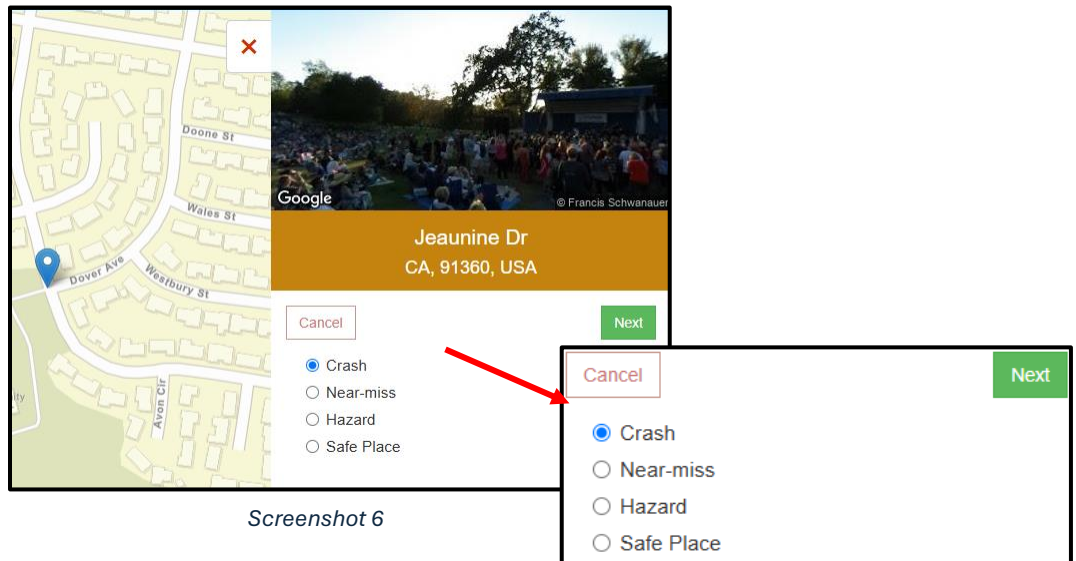 Doone St
Wales St
Dover Ave
Westbury St
Avon Cir
ity
×
Google
© Francis Schwanauer
Jeaunine Dr
CA, 91360, USA
Cancel
Next
Crash
Near-miss
Hazard
Safe Place
Screenshot 6
Cancel
Next
Crash
Near-miss
Hazard
Safe Place